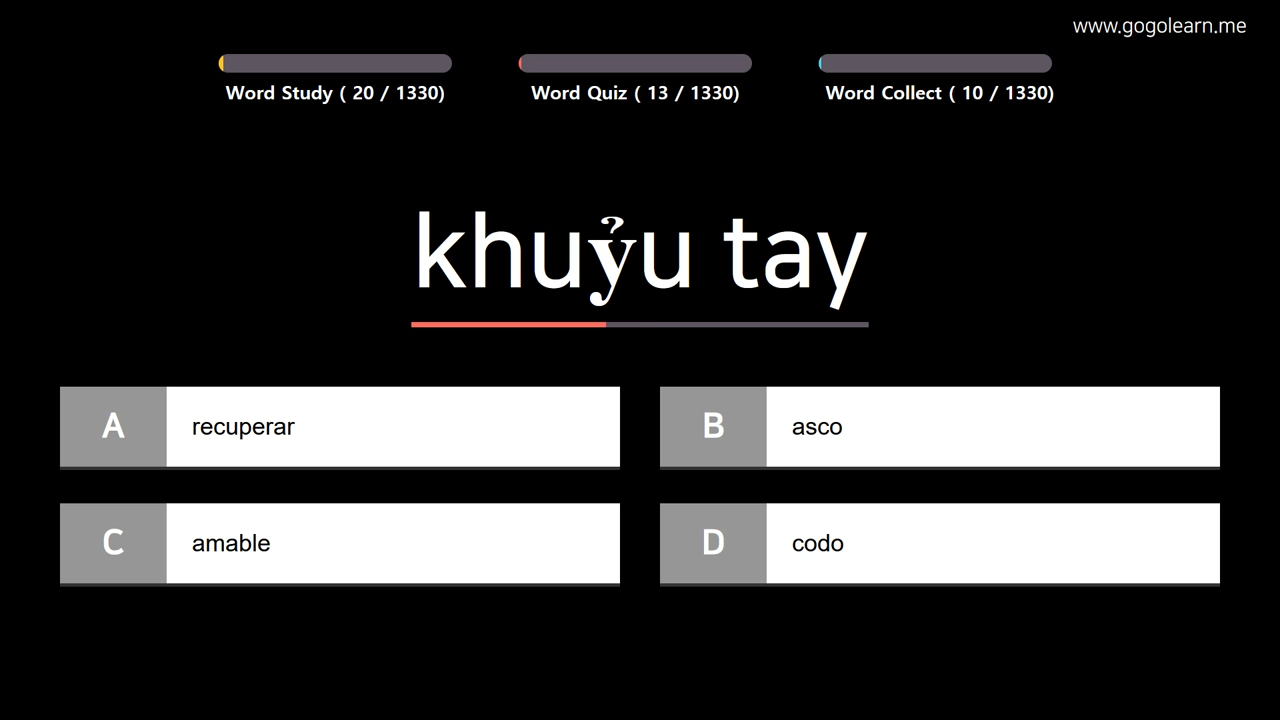 www.gogolearn.me
Word Study ( 20 / 1330)
Word Quiz ( 13 / 1330)
Word Collect ( 10 / 1330)
khuỷu tay
A
recuperar
B
asco
C
amable
D
codo